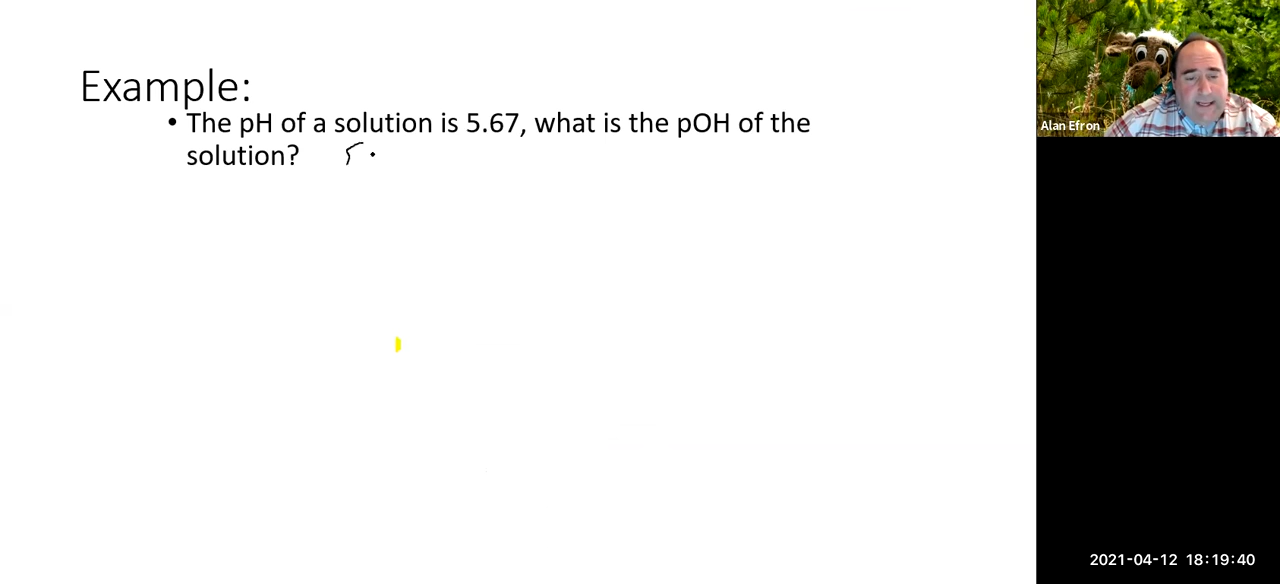 Example:
• The pH of a solution is 5.67, what is the pOH of the
solution? 5.
Alan Efron
2021-04-12 18:19:40